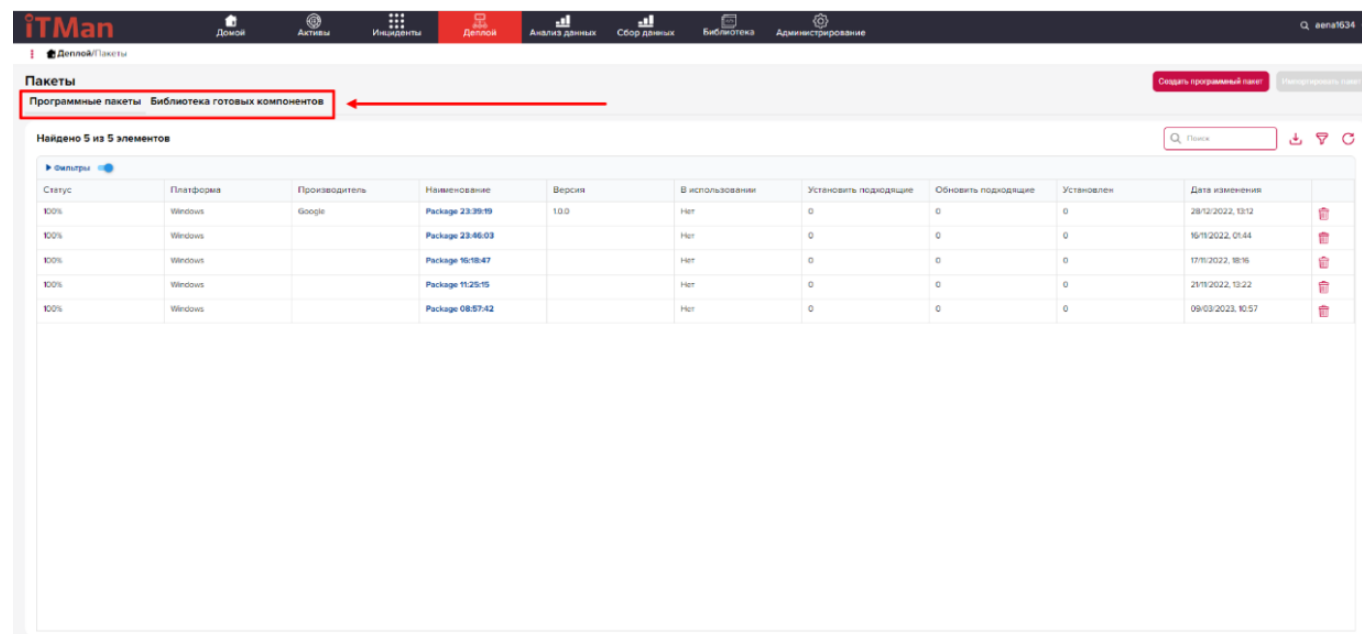 iTMan
Домой Активы Инциденты Деплой Анализ данных Сбор данных Библиотека Администрирование aena1634
Деплой/Пакеты
Пакеты
Создать программный пакет Импортировать пакет
Программные пакеты Библиотека готовых компонентов
Найдено 5 из 5 элементов Поиск
Фильтры
Статус Платформа Производитель Наименование Версия В использовании Установить подходящие Обновить подходящие Установлен Дата изменения
100% Windows Google Package 23:39:19 1.0.0 Нет 0 0 0 28/12/2022, 13:12
100% Windows Package 23:46:03 Нет 0 0 0 16/11/2022, 01:44
100% Windows Package 16:18:47 Нет 0 0 0 17/11/2022, 18:16
100% Windows Package 11:25:15 Нет 0 0 0 21/11/2022, 13:22
100% Windows Package 08:57:42 Нет 0 0 0 09/03/2023, 10:57